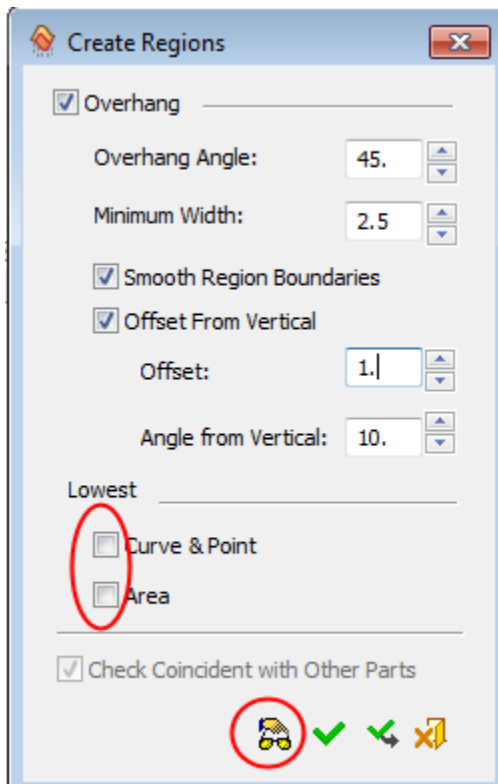 Create Regions
Overhang
Overhang Angle: 45.
Minimum Width: 2.5
Smooth Region Boundaries
Offset From Vertical
Offset: 1.
Angle from Vertical: 10.
Lowest
Curve & Point
Area
Check Coincident with Other Parts